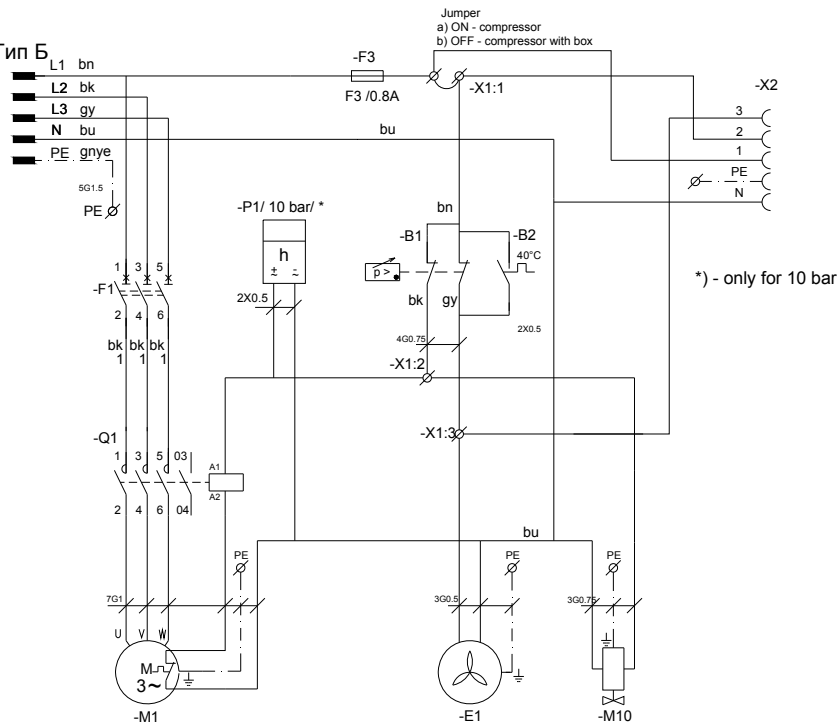 Jumper
a) ON - compressor
b) OFF - compressor with box
Тип Б
L1 bn
-F3
F3 /0.8A
-X1:1
-X2
L2 bk
L3 gy
N bu
bu
PE gnye
5G1.5
PE
3
2
1
PE
N
-P1/ 10 bar/ *
h
+ -
~ ~
2X0.5
bn
-B1
-B2
40°C
p >
bk gy
*) - only for 10 bar
1 3 5
-F1
2 4 6
bk bk bk
1 1 1
4G0.75
2X0.5
-X1:2
-X1:3
-Q1
1 3 5 03
A1
A2
2 4 6 04
bu
PE
PE
PE
7G1
3G0.5
3G0.75
U V W
M
3~
-M1
-E1
-M10